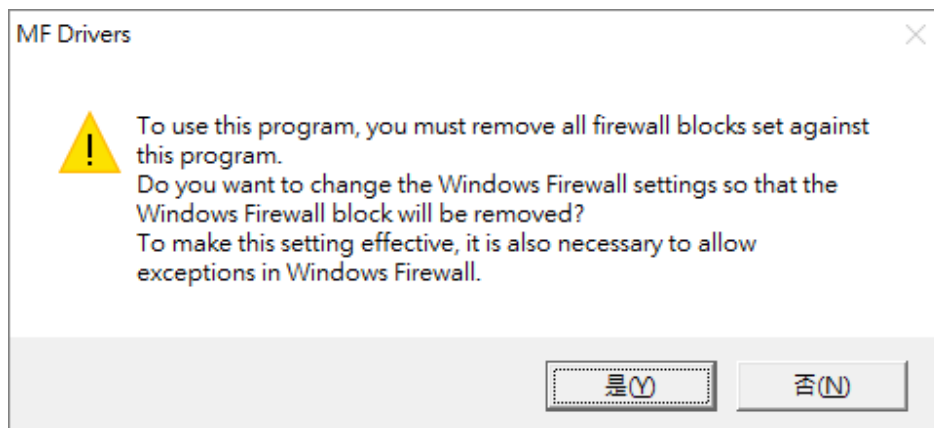 MF Drivers
To use this program, you must remove all firewall blocks set against
this program.
Do you want to change the Windows Firewall settings so that the
Windows Firewall block will be removed?
To make this setting effective, it is also necessary to allow
exceptions in Windows Firewall.
是(Y) 否(N)